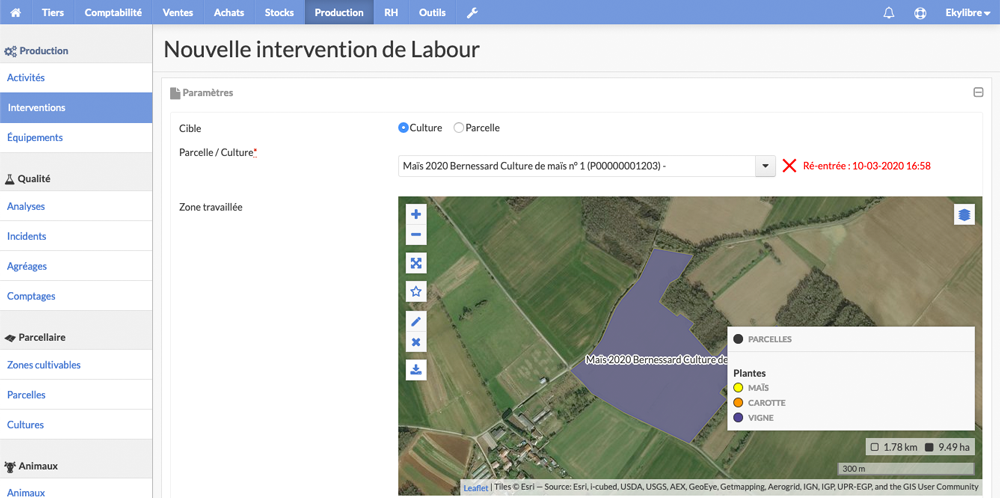 Tiers Comptabilité Ventes Achats Stocks Production RH Outils Ekylibre
Production
Activités
Interventions
Équipements
Qualité
Analyses
Incidents
Agréages
Comptages
Parcellaire
Zones cultivables
Parcelles
Cultures
Animaux
Animaux
Nouvelle intervention de Labour
Paramètres
Cible Culture Parcelle
Parcelle / Culture*
Maïs 2020 Bernessard Culture de maïs n° 1 (P00000001203) - Ré-entrée : 10-03-2020 16:58
Zone travaillée
Maïs 2020 Bernessard Culture de
PARCELLES
Plantes
MAÏS
CAROTTE
VIGNE
1.78 km 9.49 ha
300 m
Leaflet | Tiles © Esri — Source: Esri, i-cubed, USDA, USGS, AEX, GeoEye, Getmapping, Aerogrid, IGN, IGP, UPR-EGP, and the GIS User Community